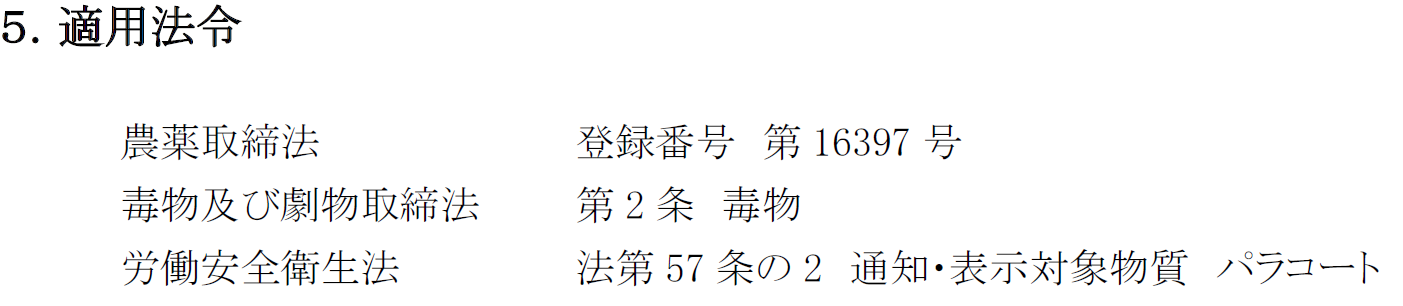 5. 適用法令
農薬取締法 登録番号 第 16397 号
毒物及び劇物取締法 第 2 条 毒物
労働安全衛生法 法第 57 条の 2 通知・表示対象物質 パラコート